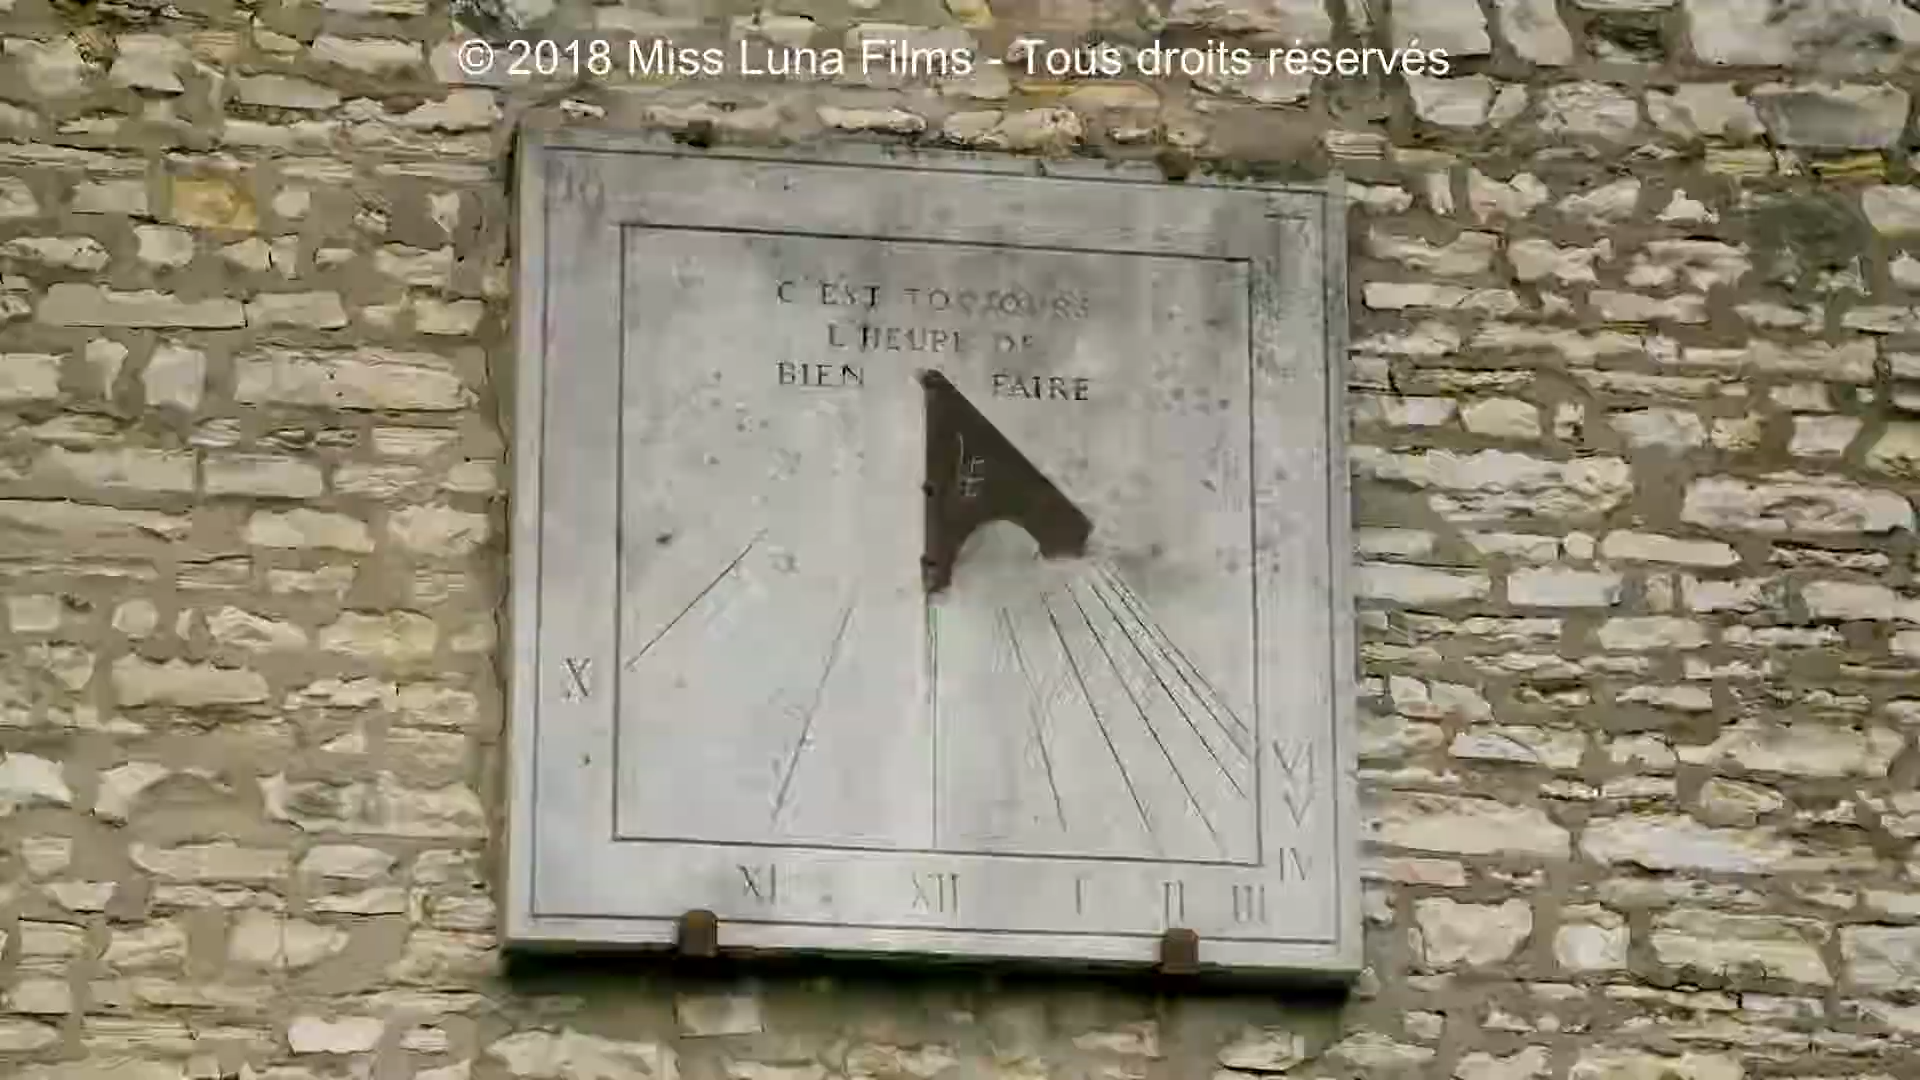 © 2018 Miss Luna Films - Tous droits réservés
C'EST TOUJOURS
L'HEURE DE
BIEN FAIRE
X
VI
V
IV
XI XII I II III